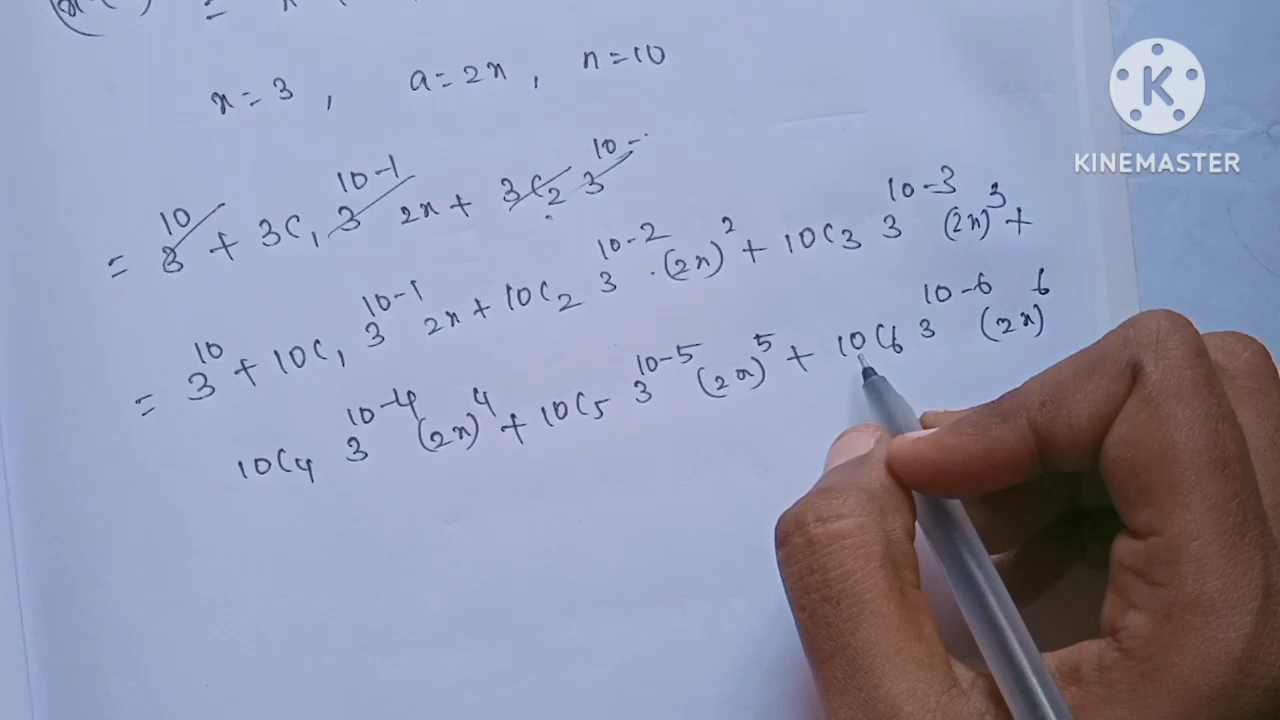 x = 3 , a = 2x , n = 10
= 3^10 + 3C₁ 3^10-1 2x + 3C₂ 3^10-
= 3^10 + 10C₁ 3^10-1 2x + 10C₂ 3^10-2 . (2x)^2 + 10C₃ 3^10-3 (2x)^3 +
10C₄ 3^10-4 (2x)^4 + 10C₅ 3^10-5 (2x)^5 + 10C₆ 3^10-6 (2x)^6
KINEMASTER